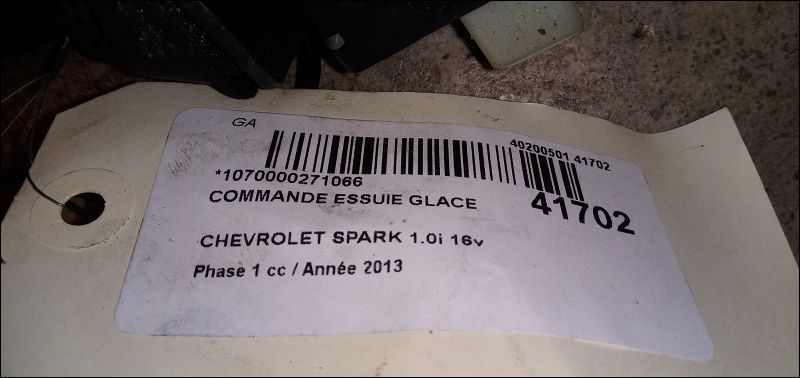 GA
40200501 41702
*1070000271066
COMMANDE ESSUIE GLACE
41702
CHEVROLET SPARK 1.0i 16v
Phase 1 cc / Année 2013